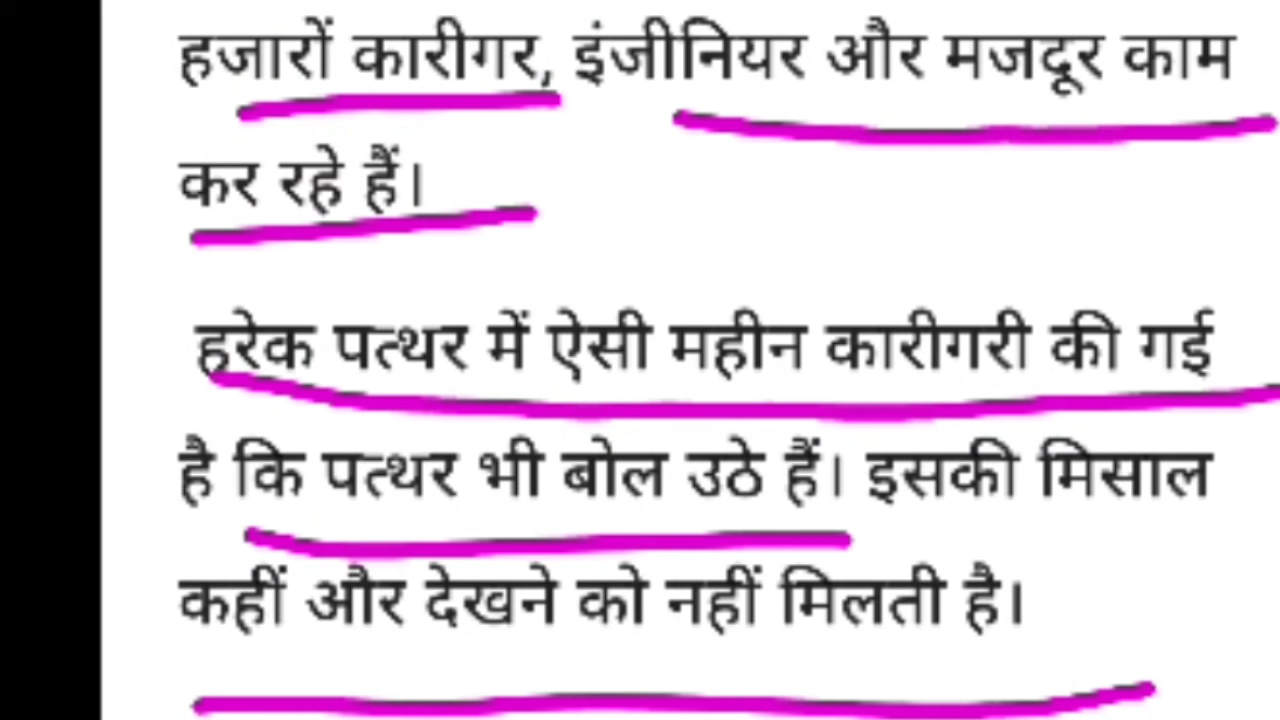 हजारों कारीगर, इंजीनियर और मजदूर काम
कर रहे हैं।
हरेक पत्थर में ऐसी महीन कारीगरी की गई
है कि पत्थर भी बोल उठे हैं। इसकी मिसाल
कहीं और देखने को नहीं मिलती है।